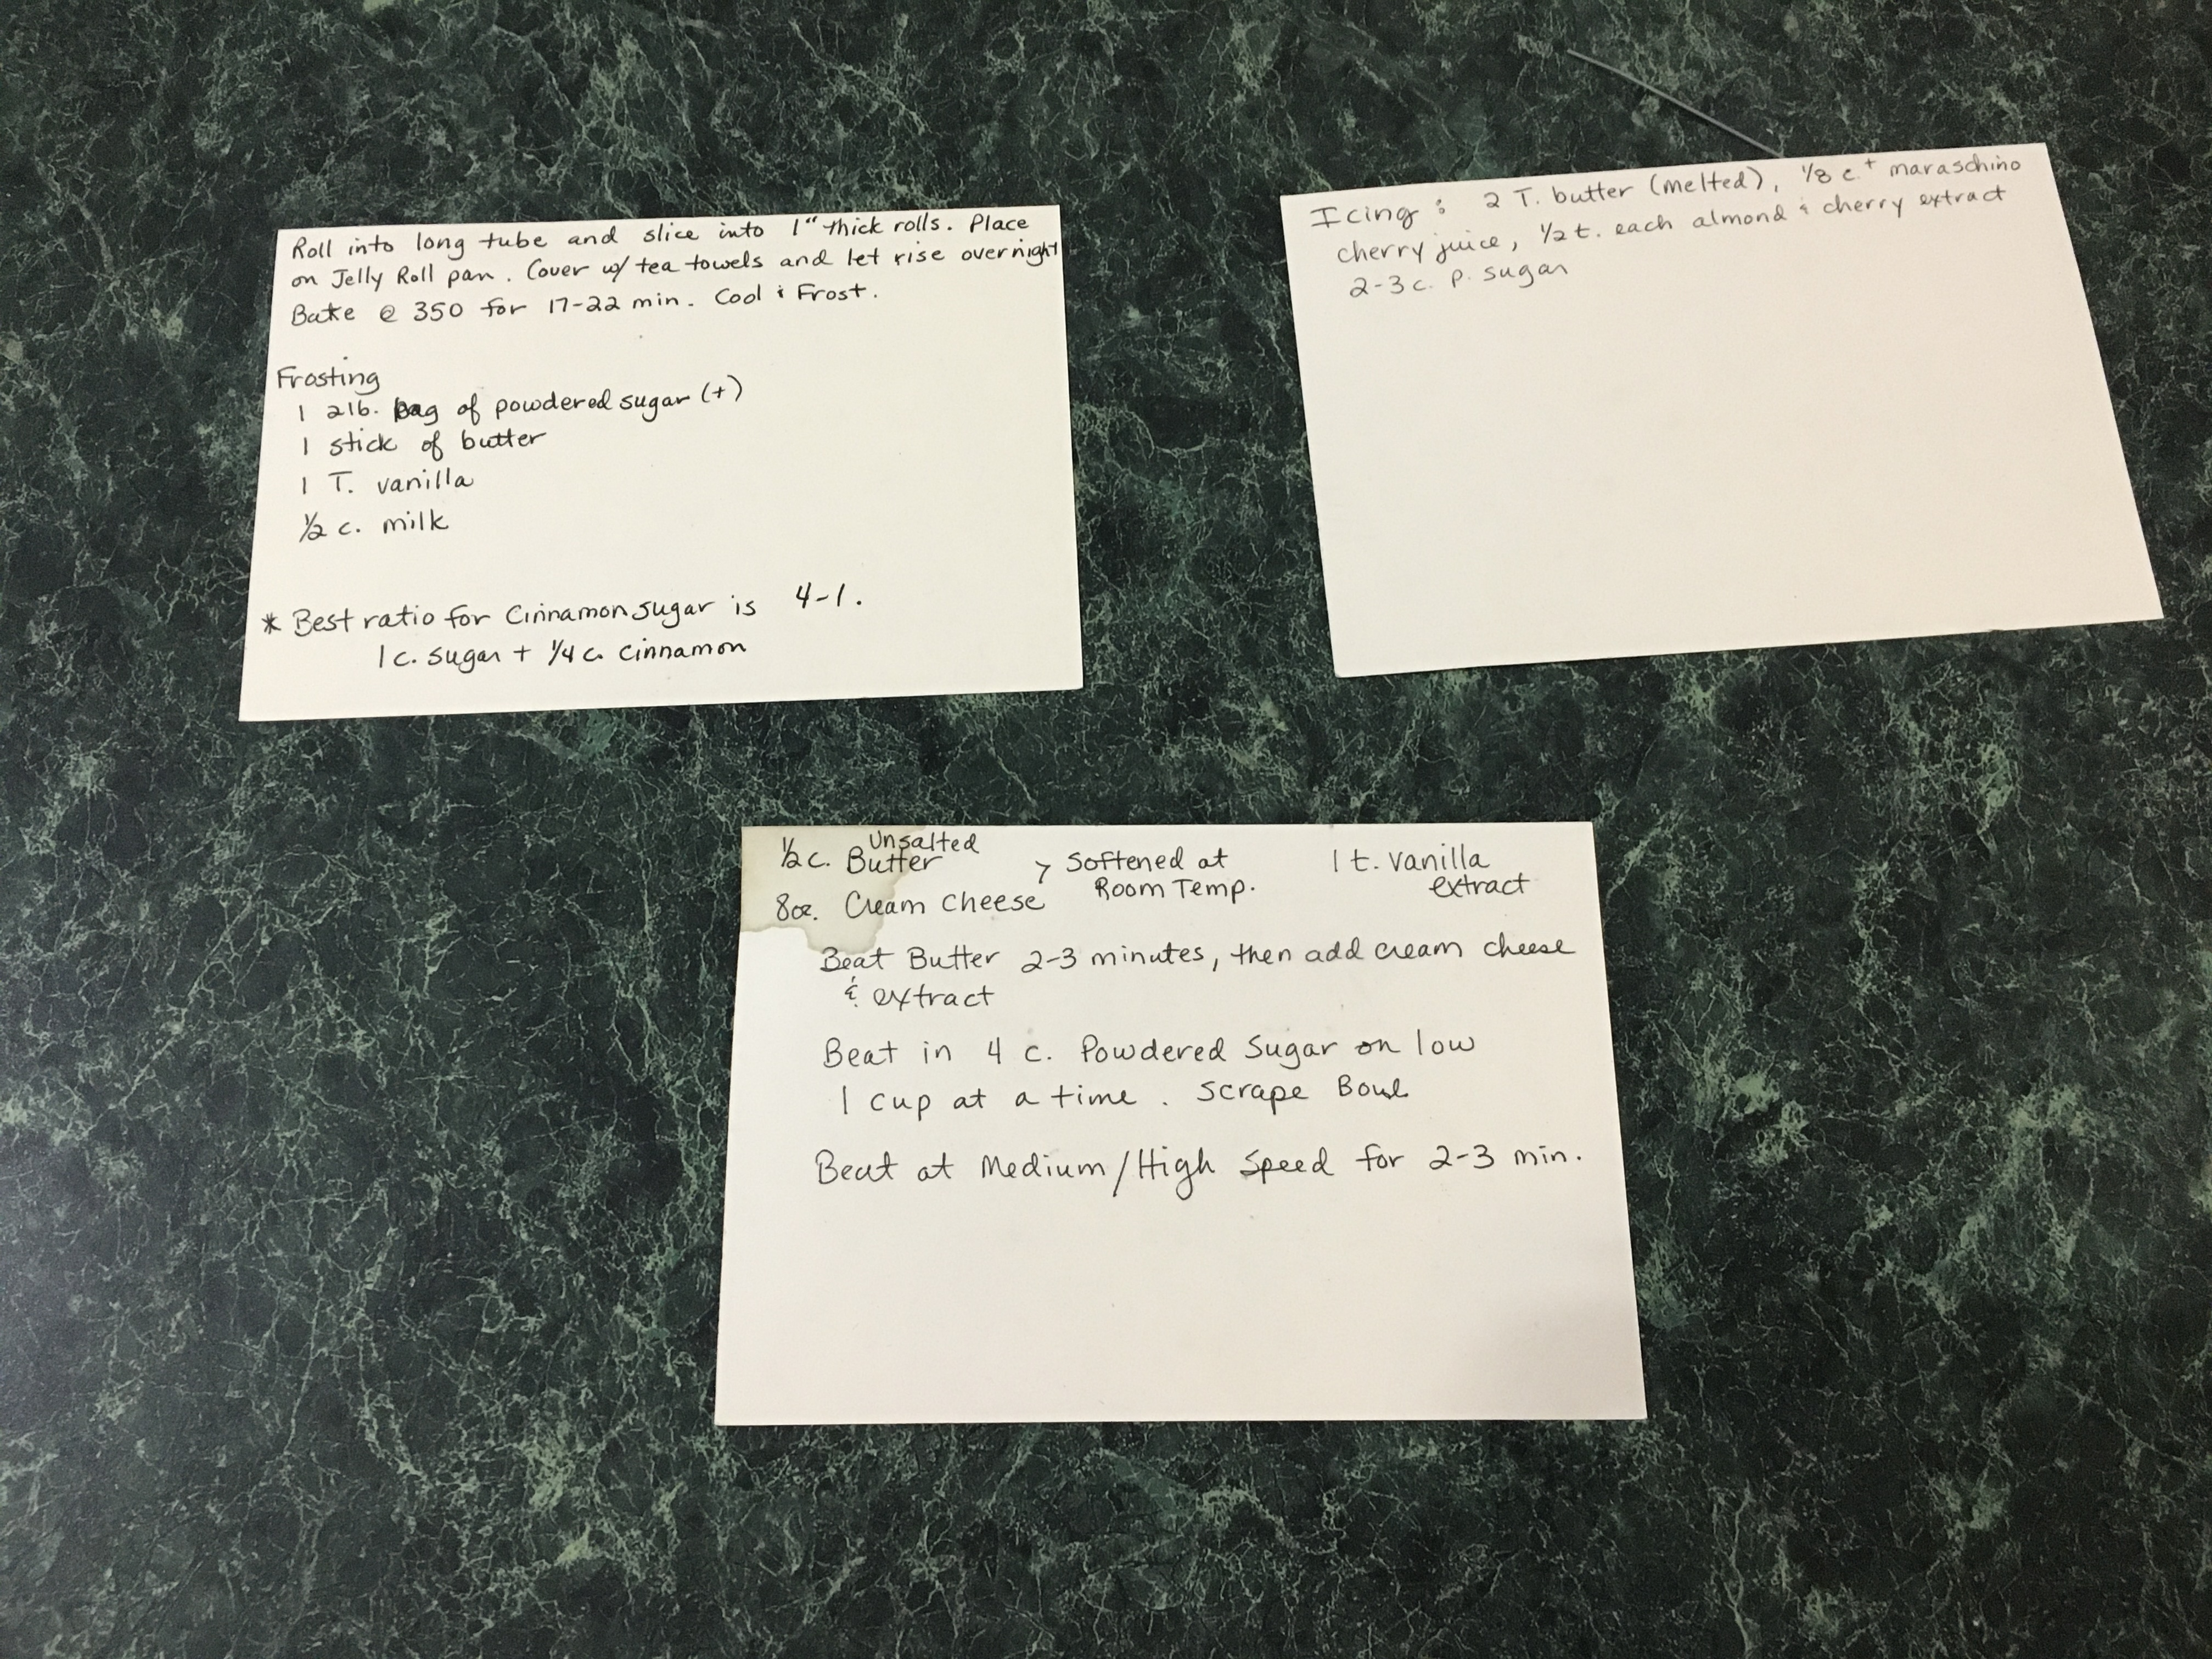 Roll into long tube and slice into 1" thick rolls. Place
on Jelly Roll pan. Cover w/ tea towels and let rise overnight
Bake @ 350 for 17-22 min. Cool & Frost.
Frosting
1 2lb. bag of powdered sugar (+)
1 stick of butter
1 T. vanilla
1/2 c. milk
* Best ratio for Cinnamon sugar is 4-1.
1 c. sugar + 1/4 c. cinnamon
Icing: 2 T. butter (melted), 1/8 c.+ maraschino
cherry juice, 1/2 t. each almond & cherry extract
2-3 c. p. sugar
1/2 c. Unsalted Butter
8oz. Cream Cheese
> Softened at
Room Temp.
1 t. vanilla
extract
Beat Butter 2-3 minutes, then add cream cheese
& extract
Beat in 4 c. Powdered Sugar on low
1 cup at a time. Scrape Bowl
Beat at Medium/High Speed for 2-3 min.